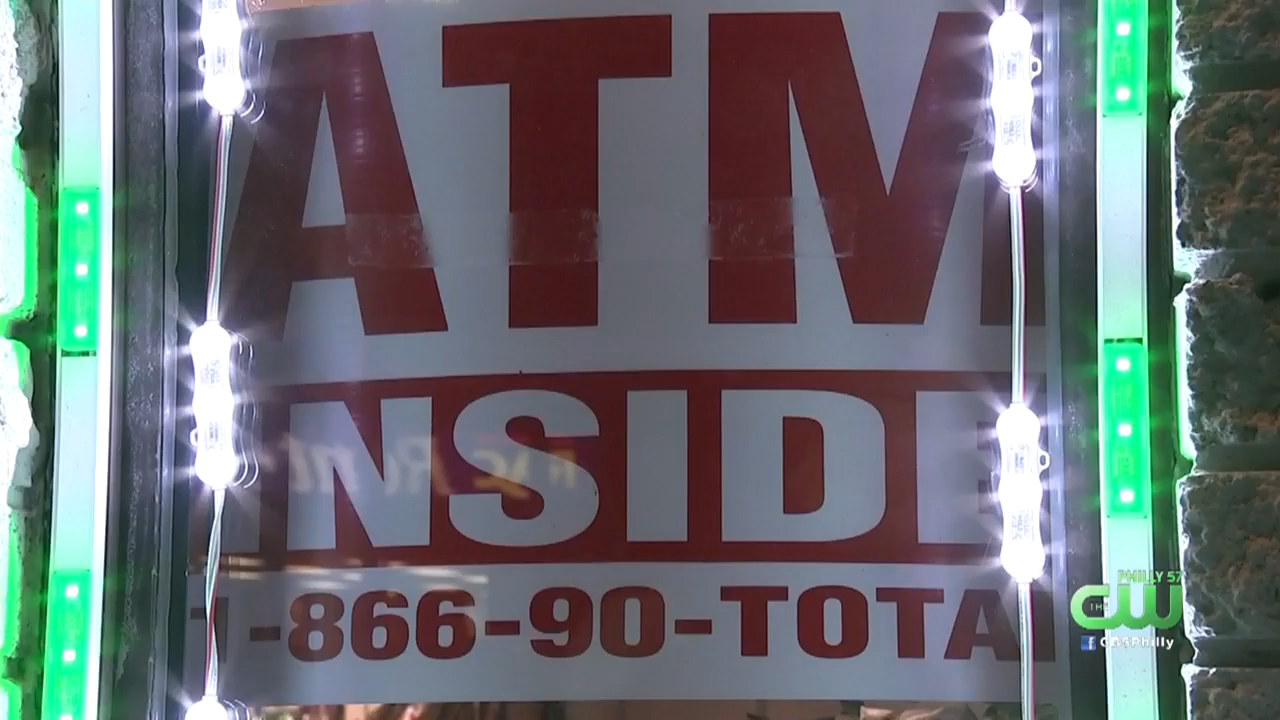 ATM
INSIDE
1-866-90-TOTAL
PHILLY 57
THE CW
CBSPhilly